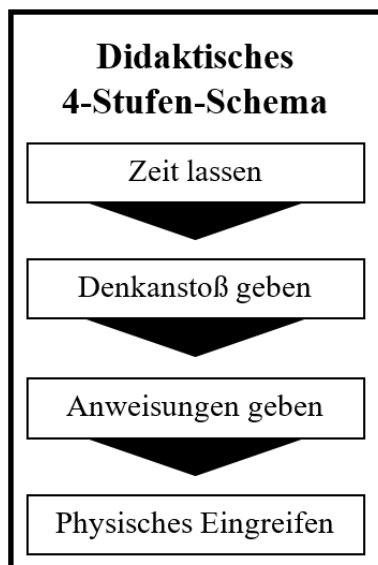 Didaktisches
4-Stufen-Schema
Zeit lassen
Denkanstoß geben
Anweisungen geben
Physisches Eingreifen